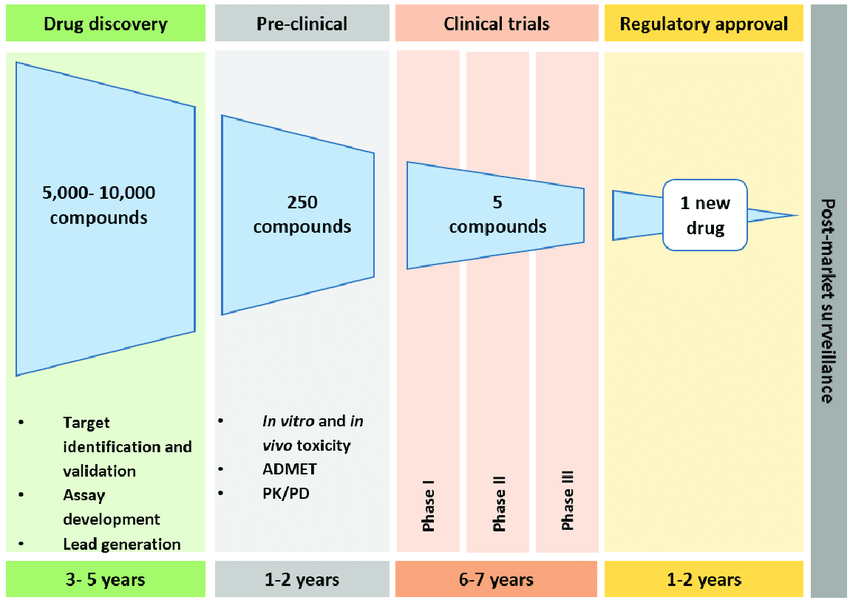 Drug discovery
Pre-clinical
Clinical trials
Regulatory approval
5,000- 10,000
compounds
250
compounds
5
compounds
1 new
drug
Post-market surveillance
• Target
identification and
validation
• Assay
development
• Lead generation
• In vitro and in
vivo toxicity
• ADMET
• PK/PD
Phase I
Phase II
Phase III
3- 5 years
1-2 years
6-7 years
1-2 years